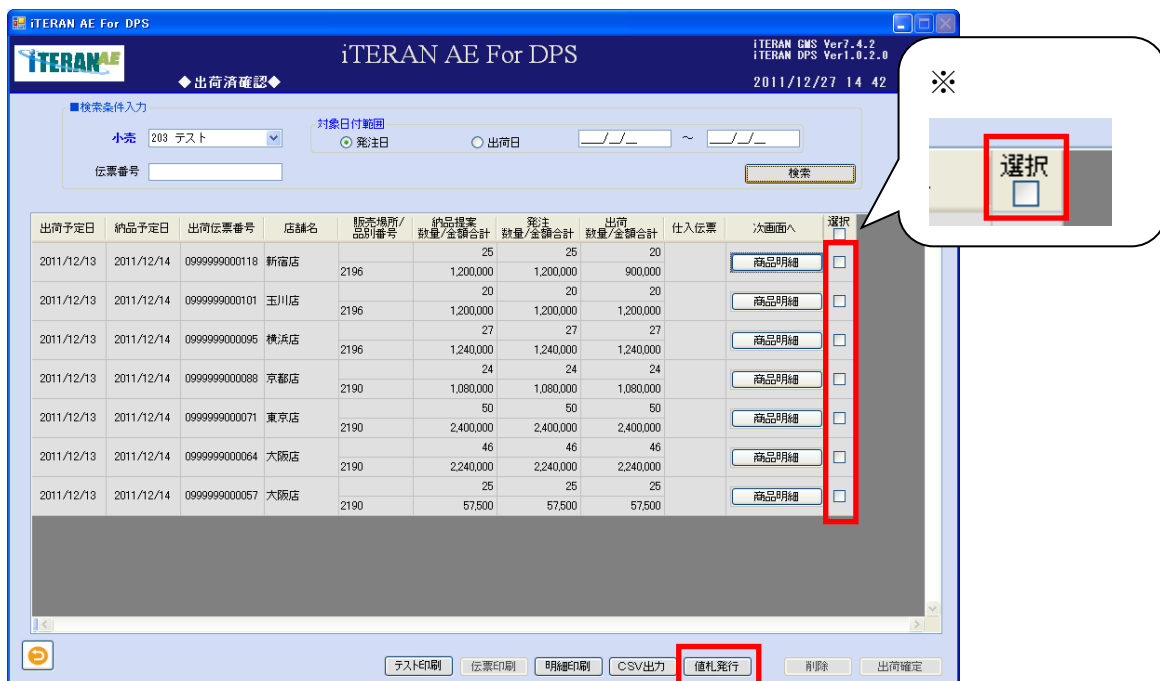 iTERAN AE For DPS
iTERAN AE
iTERAN AE For DPS
iTERAN GMS Ver7.4.2
iTERAN DPS Ver1.0.2.0
◆出荷済確認◆
2011/12/27 14 42
※
選択
■検索条件入力
小売 203 テスト
対象日付範囲
発注日 出荷日 __/__/__ ～ __/__/__
伝票番号
検索
出荷予定日 納品予定日 出荷伝票番号 店舗名 販売場所/品別番号 納品提案数量/金額合計 発注数量/金額合計 出荷数量/金額合計 仕入伝票 次画面へ 選択
2011/12/13 2011/12/14 0999999000118 新宿店 25 25 20 商品明細
2196 1,200,000 1,200,000 900,000
2011/12/13 2011/12/14 0999999000101 玉川店 20 20 20 商品明細
2196 1,200,000 1,200,000 1,200,000
2011/12/13 2011/12/14 0999999000095 横浜店 27 27 27 商品明細
2196 1,240,000 1,240,000 1,240,000
2011/12/13 2011/12/14 0999999000088 京都店 24 24 24 商品明細
2190 1,080,000 1,080,000 1,080,000
2011/12/13 2011/12/14 0999999000071 東京店 50 50 50 商品明細
2190 2,400,000 2,400,000 2,400,000
2011/12/13 2011/12/14 0999999000064 大阪店 46 46 46 商品明細
2190 2,240,000 2,240,000 2,240,000
2011/12/13 2011/12/14 0999999000057 大阪店 25 25 25 商品明細
2190 57,500 57,500 57,500
テスト印刷 伝票印刷 明細印刷 CSV出力 値札発行 削除 出荷確定